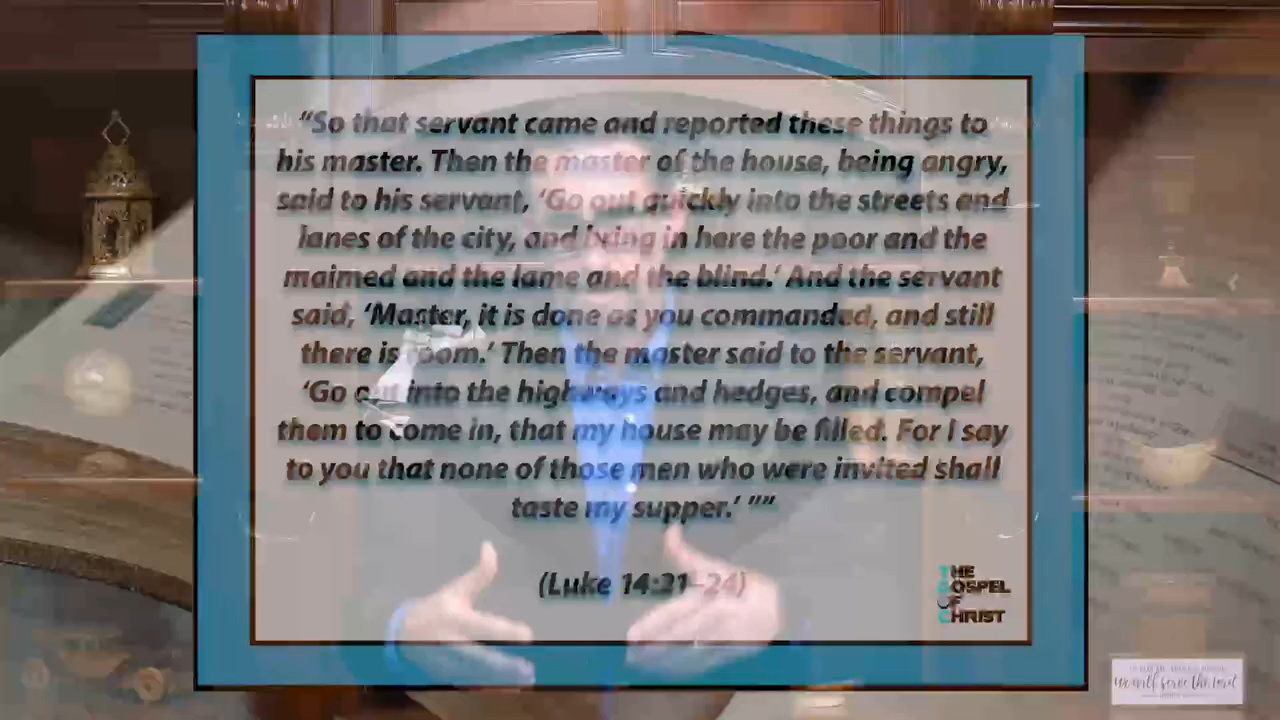 “So that servant came and reported these things to
his master. Then the master of the house, being angry,
said to his servant, ‘Go out quickly into the streets and
lanes of the city, and bring in here the poor and the
maimed and the lame and the blind.’ And the servant
said, ‘Master, it is done as you commanded, and still
there is room.’ Then the master said to the servant,
‘Go out into the highways and hedges, and compel
them to come in, that my house may be filled. For I say
to you that none of those men who were invited shall
taste my supper.’ ””
(Luke 14:21–24)
THE
GOSPEL
OF
CHRIST
we will serve the Lord